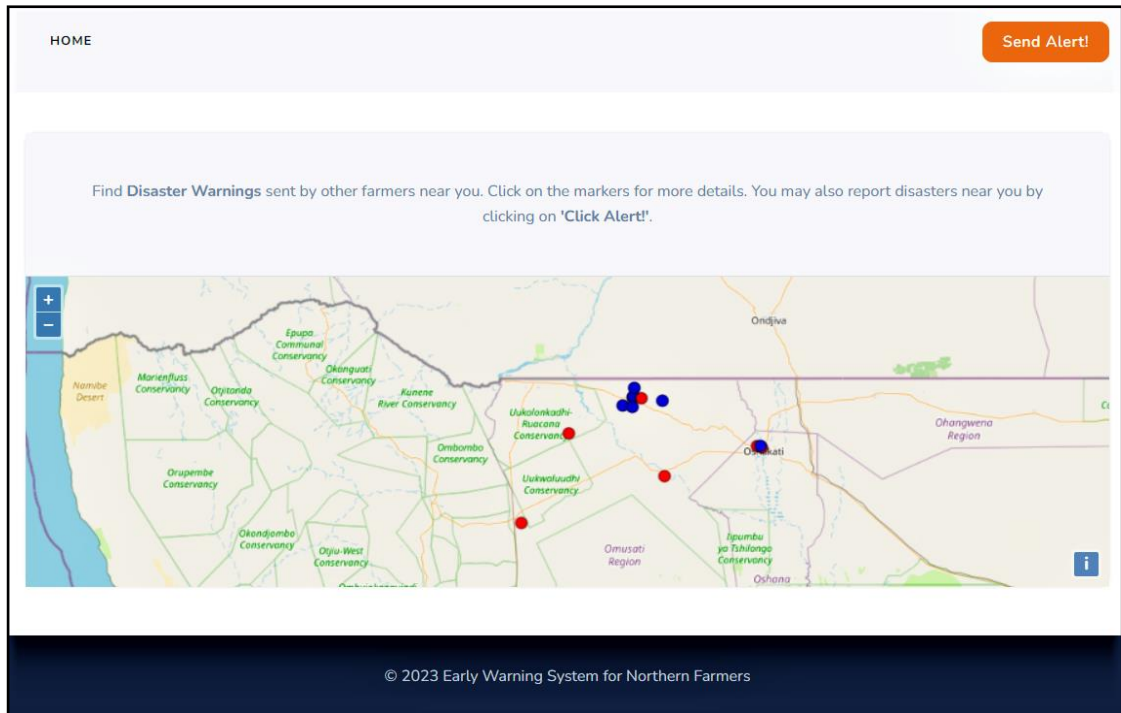 HOME
Send Alert!
Find Disaster Warnings sent by other farmers near you. Click on the markers for more details. You may also report disasters near you by
clicking on 'Click Alert!'.
+
−
Ondjiva
Epupa
Communal
Conservancy
Okanguati
Conservancy
Marienfluss
Conservancy
Otjitanda
Conservancy
Namibe
Desert
Kunene
River Conservancy
Uukolonkadhi-
Ruacana
Conservancy
Ohangwena
Region
Ombombo
Conservancy
Orupembe
Conservancy
Uukwaluudhi
Conservancy
Okondjombo
Conservancy
Otjiu-West
Conservancy
Omusati
Region
Iipumbu
ya Tshilongo
Conservancy
Oshana
i
© 2023 Early Warning System for Northern Farmers